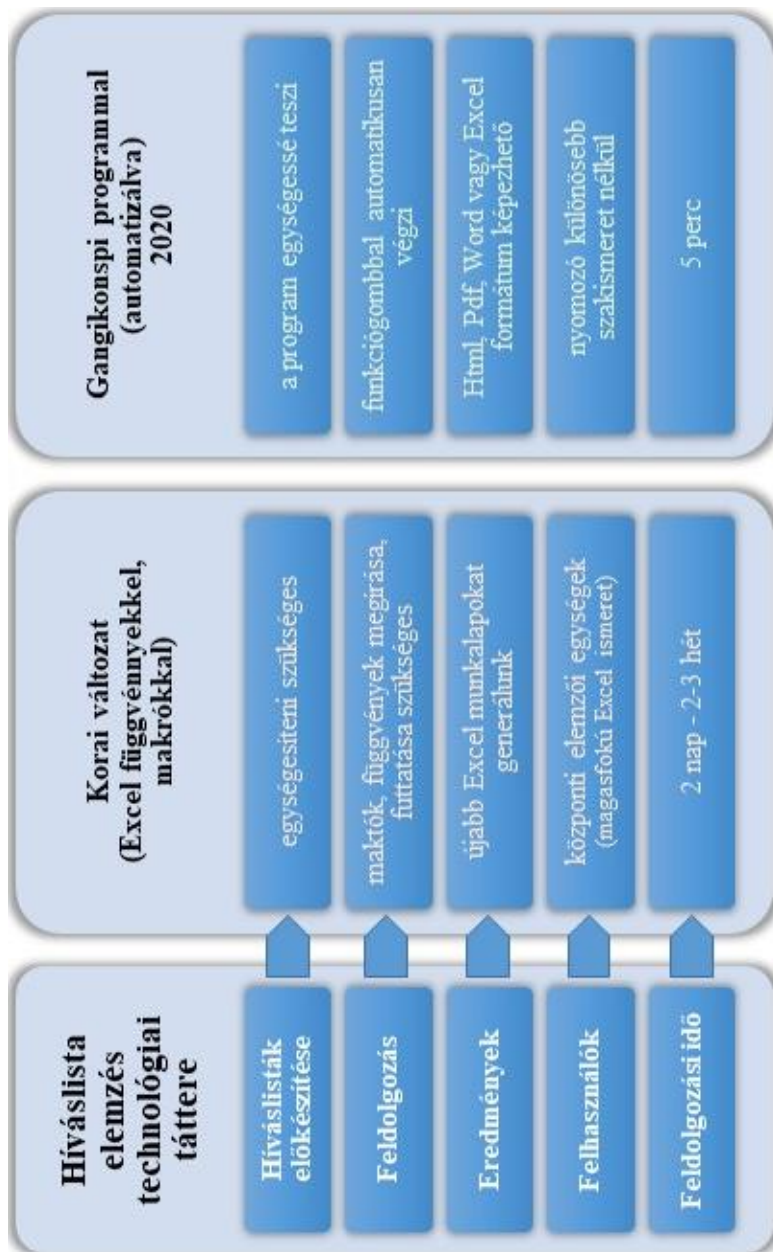 Híváslista
elemzés
technológiai
táttere
Híváslisták
előkészítése
Feldolgozás
Eredmények
Felhasználók
Feldolgozási idő
Korai változat
(Excel függvénnyekkel,
makrókkal)
egységesíteni szükséges
maktók, függvények megírása,
futtatása szükséges
újabb Excel munkalapokat
generálunk
központi elemzői egységek
(magasfokú Excel ismeret)
2 nap - 2-3 hét
Gangikonspi programmal
(automatizálva)
2020
a program egységessé teszi
funkciógombbal automatikusan
végzi
Html, Pdf, Word vagy Excel
formátum képezhető
nyomozó különösebb
szakismeret nélkül
5 perc